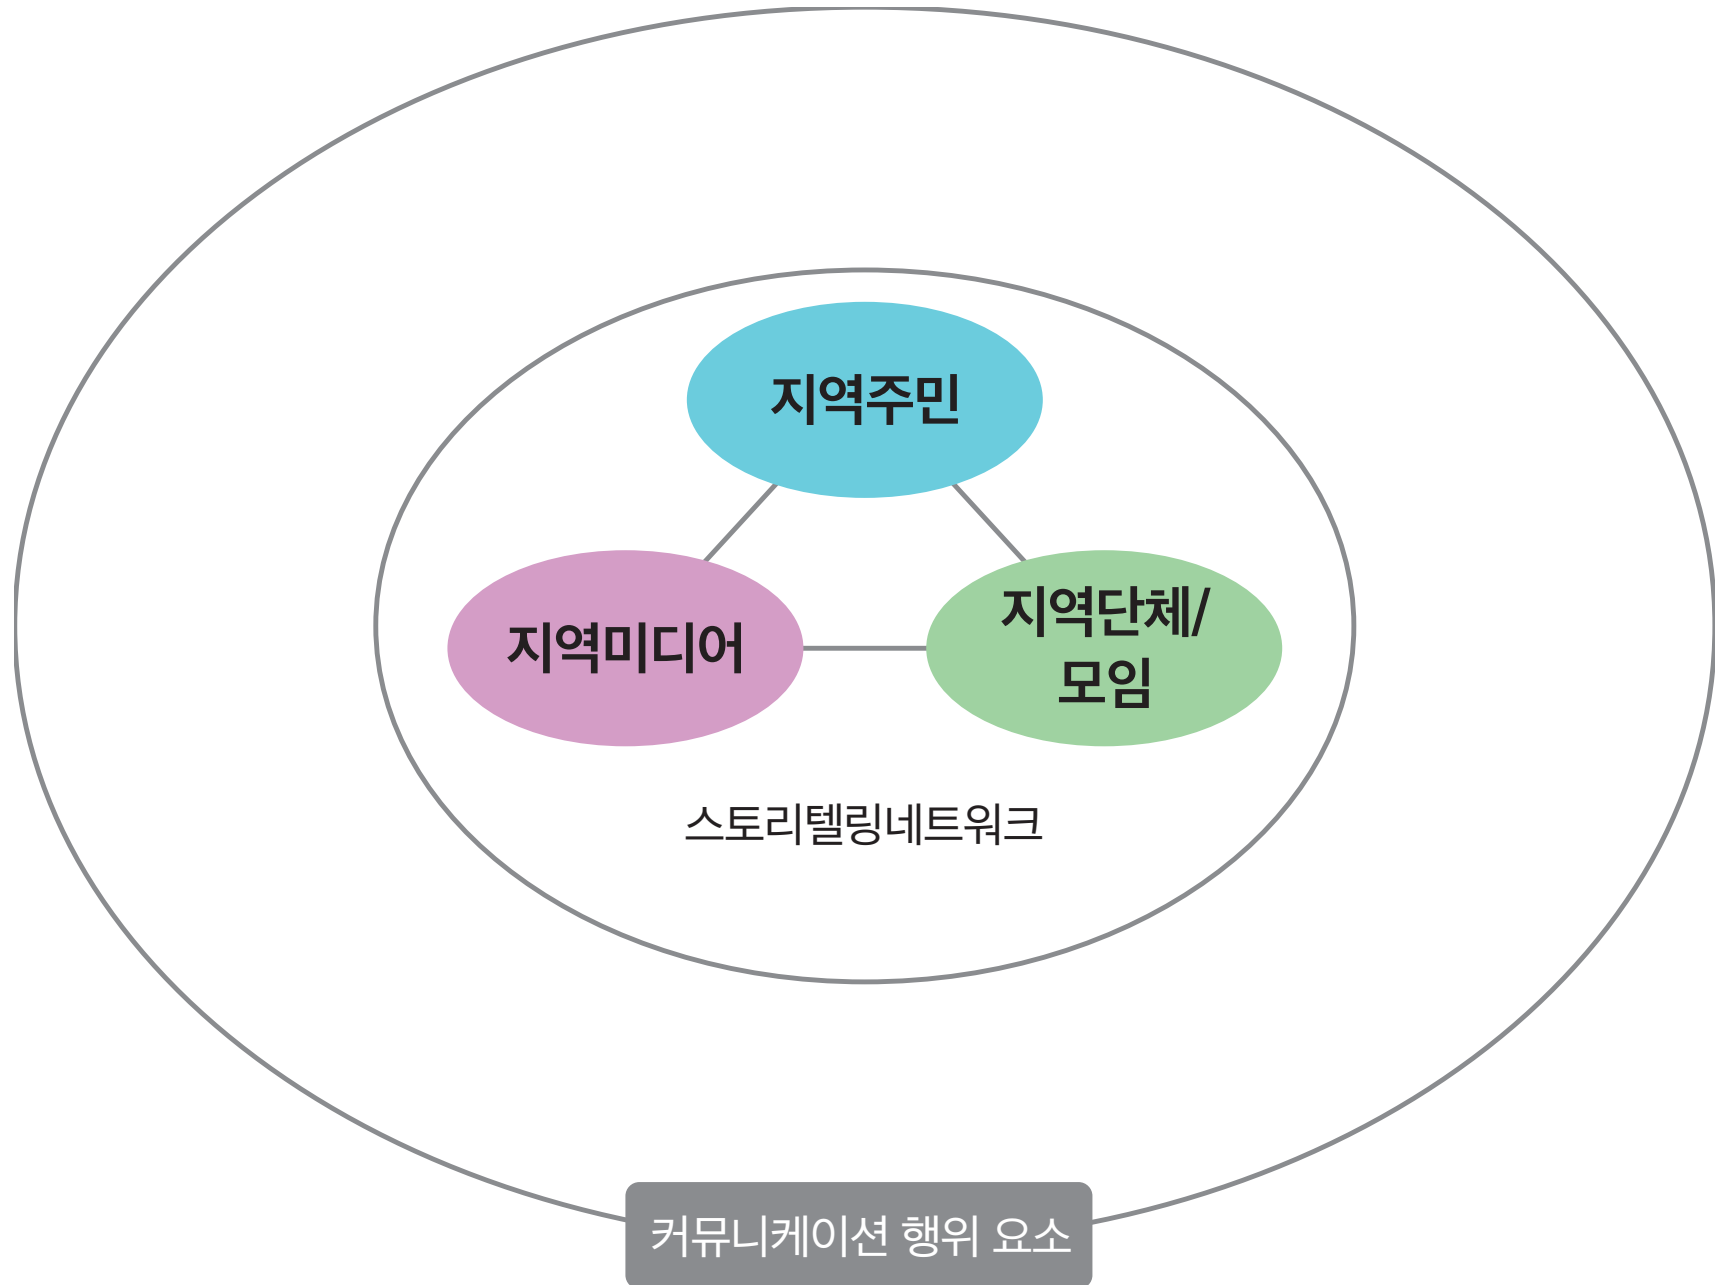 지역주민
지역미디어
지역단체/
모임
스토리텔링네트워크
커뮤니케이션 행위 요소